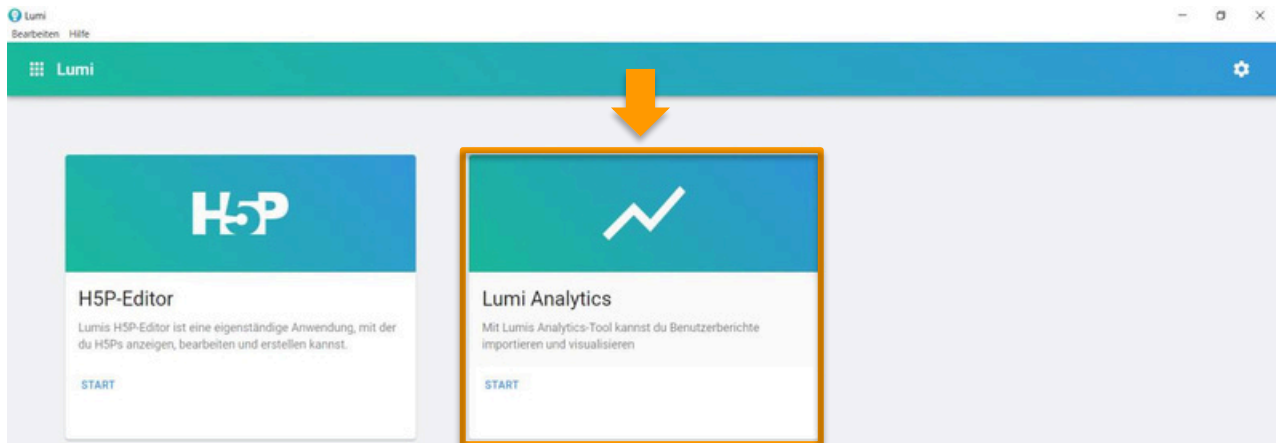 Lumi
Bearbeiten Hilfe
Lumi
H5P
H5P-Editor
Lumis H5P-Editor ist eine eigenständige Anwendung, mit der
du H5Ps anzeigen, bearbeiten und erstellen kannst.
START
Lumi Analytics
Mit Lumis Analytics-Tool kannst du Benutzerberichte
importieren und visualisieren
START